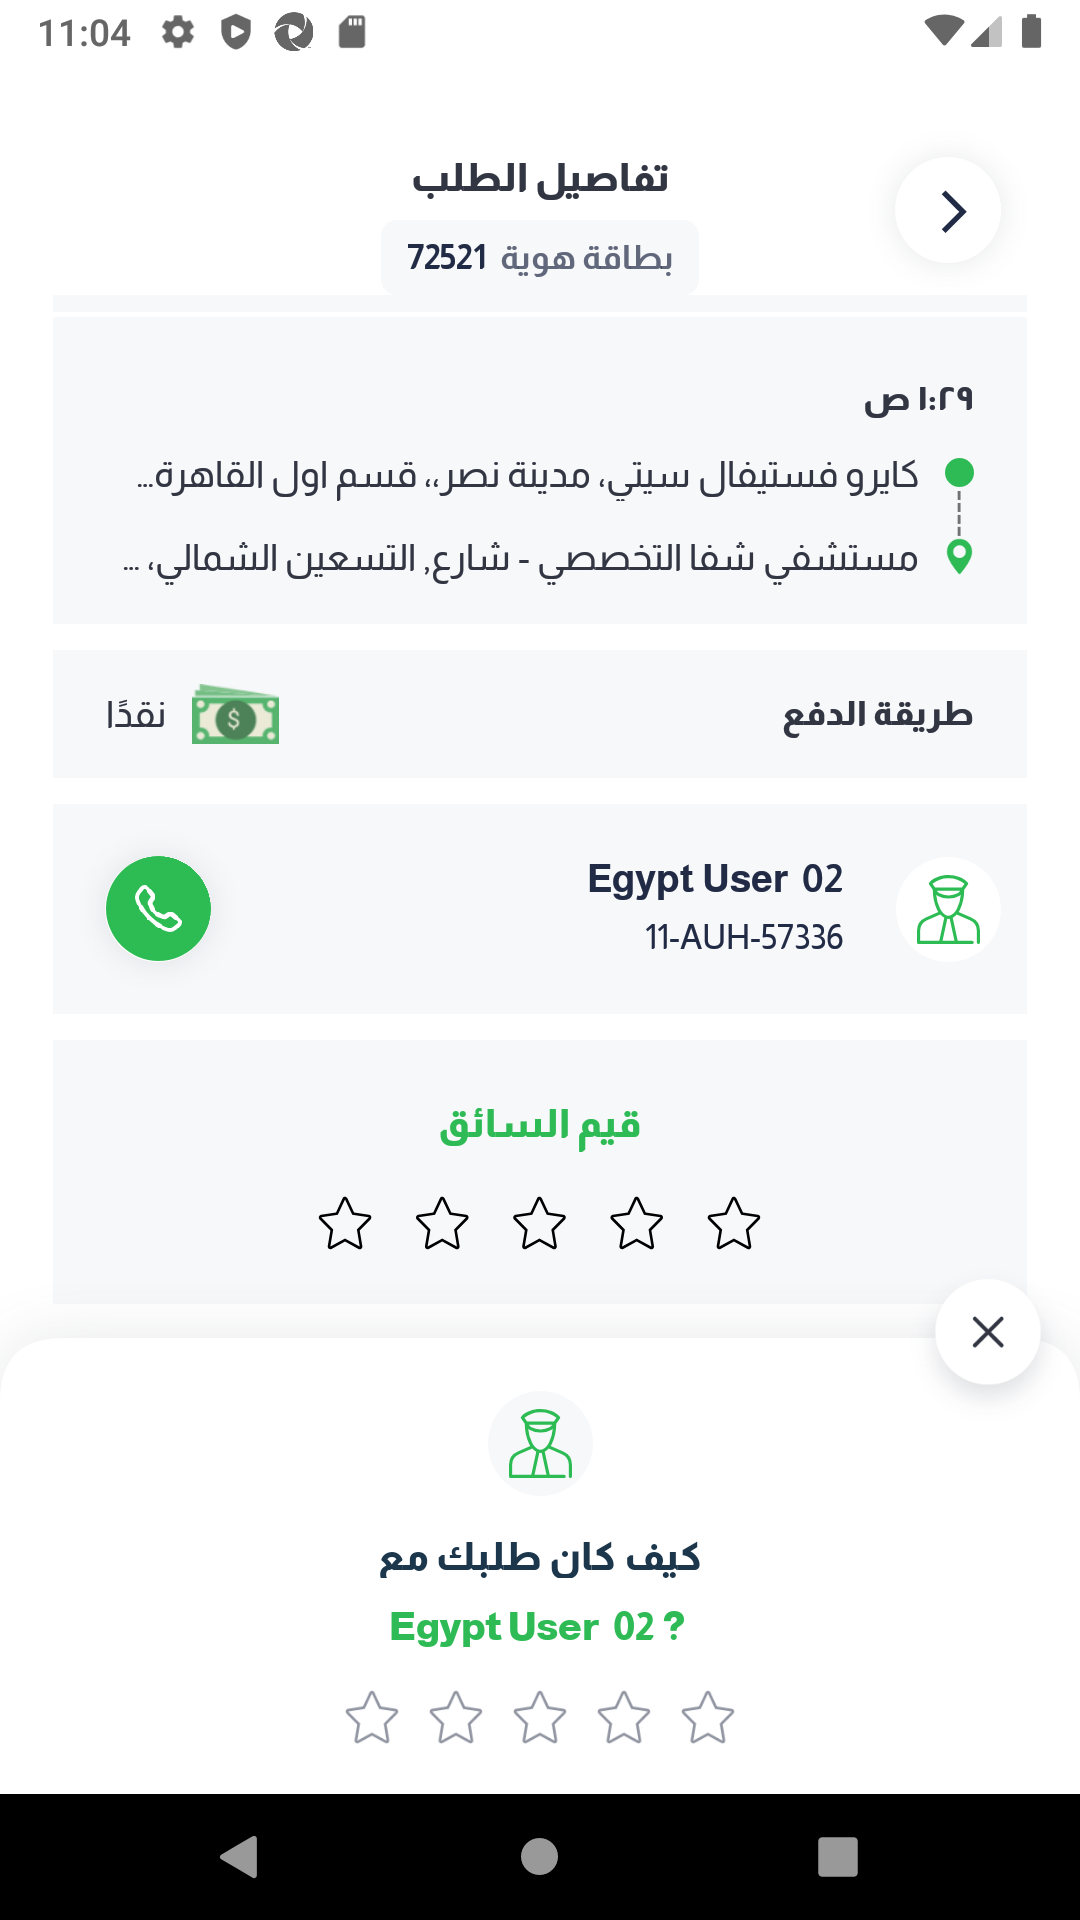 11:04
تفاصيل الطلب
بطاقة هوية 72521
١:٢٩ ص
كايرو فستيفال سيتي، مدينة نصر،، قسم اول القاهرة...
مستشفي شفا التخصصي - شارع, التسعين الشمالي، ...
طريقة الدفع
نقدًا
Egypt User 02
11-AUH-57336
قيم السائق
كيف كان طلبك مع
Egypt User 02 ?